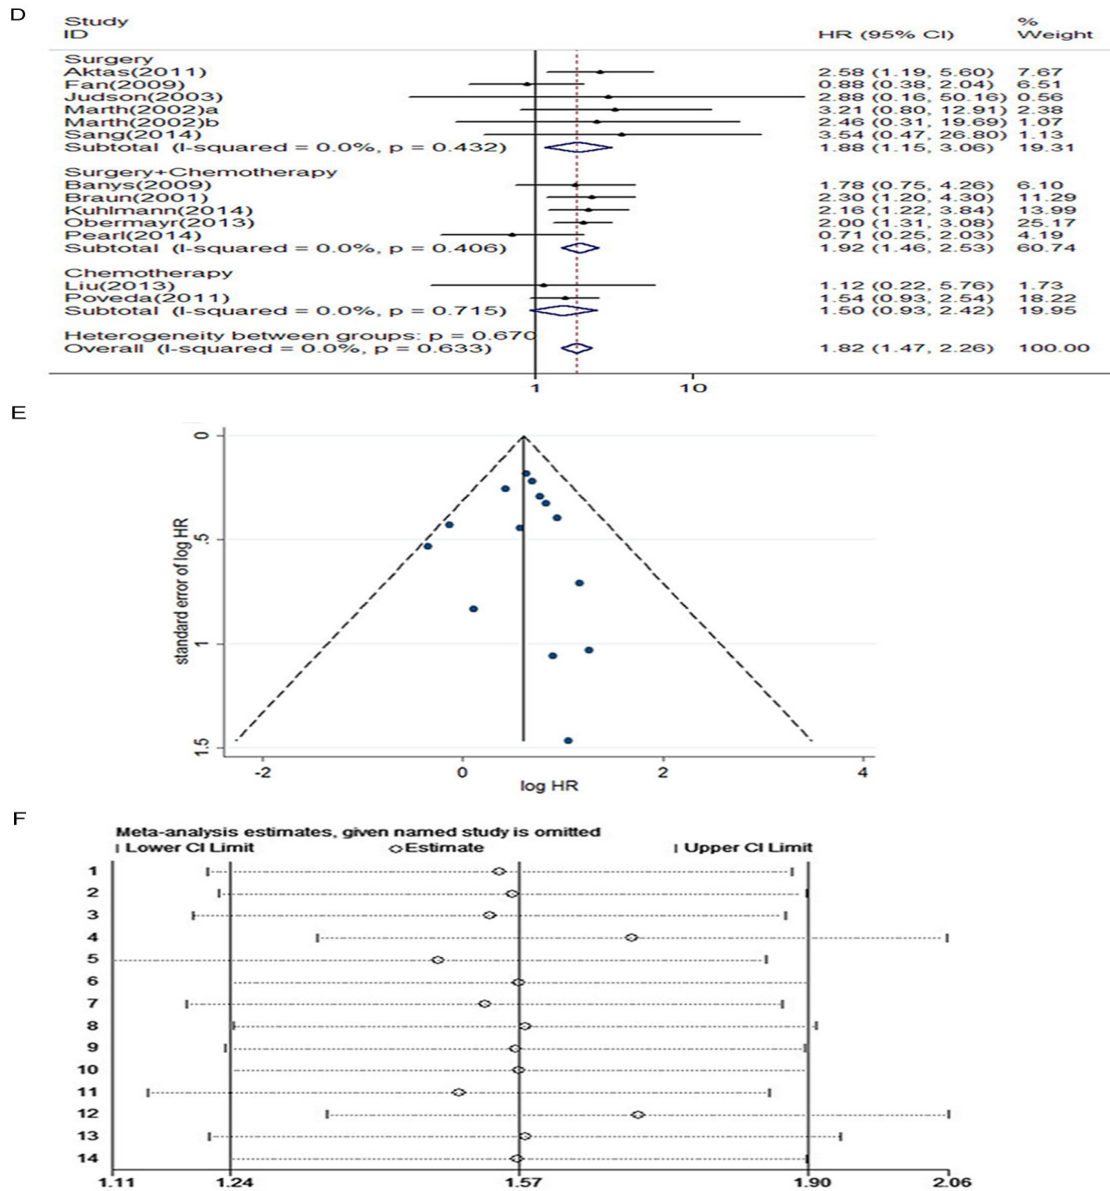 D
Study % 
ID HR (95% CI) Weight
Surgery
Aktas(2011) 2.58 (1.19, 5.60) 7.67
Fan(2009) 0.88 (0.38, 2.04) 6.51
Judson(2003) 2.88 (0.16, 50.16) 0.56
Marth(2002)a 3.21 (0.80, 12.91) 2.38
Marth(2002)b 2.46 (0.31, 19.69) 1.07
Sang(2014) 3.54 (0.47, 26.80) 1.13
Subtotal (I-squared = 0.0%, p = 0.432) 1.88 (1.15, 3.06) 19.31
Surgery+Chemotherapy
Banys(2009) 1.78 (0.75, 4.26) 6.10
Braun(2001) 2.30 (1.20, 4.30) 11.29
Kuhlmann(2014) 2.16 (1.22, 3.84) 13.99
Obermayr(2013) 2.00 (1.31, 3.08) 25.17
Pearl(2014) 0.71 (0.25, 2.03) 4.19
Subtotal (I-squared = 0.0%, p = 0.406) 1.92 (1.46, 2.53) 60.74
Chemotherapy
Liu(2013) 1.12 (0.22, 5.76) 1.73
Poveda(2011) 1.54 (0.93, 2.54) 18.22
Subtotal (I-squared = 0.0%, p = 0.715) 1.50 (0.93, 2.42) 19.95
Heterogeneity between groups: p = 0.670
Overall (I-squared = 0.0%, p = 0.633) 1.82 (1.47, 2.26) 100.00
1 10
E
standard error of log HR
0
.5
1
1.5
-2 0 2 4
log HR
F
Meta-analysis estimates, given named study is omitted
Lower CI Limit Estimate Upper CI Limit
1
2
3
4
5
6
7
8
9
10
11
12
13
14
1.11 1.24 1.57 1.90 2.06